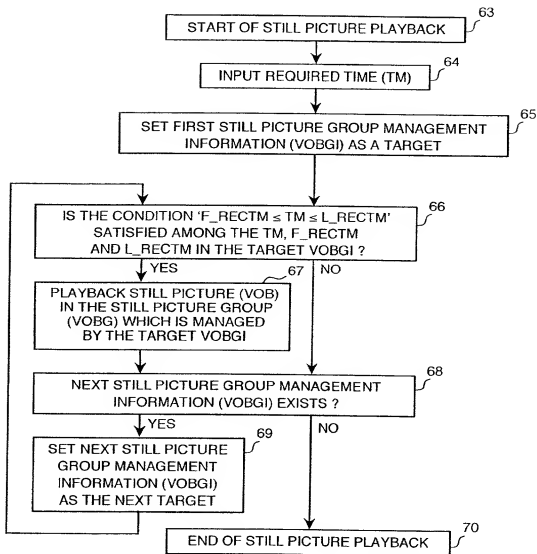 START OF STILL PICTURE PLAYBACK
63
INPUT REQUIRED TIME (TM)
64
SET FIRST STILL PICTURE GROUP MANAGEMENT
INFORMATION (VOBGI) AS A TARGET
65
IS THE CONDITION 'F_RECTM ≤ TM ≤ L_RECTM'
SATISFIED AMONG THE TM, F_RECTM
AND L_RECTM IN THE TARGET VOBGI ?
66
YES
67
NO
PLAYBACK STILL PICTURE (VOB)
IN THE STILL PICTURE GROUP
(VOBG) WHICH IS MANAGED
BY THE TARGET VOBGI
NEXT STILL PICTURE GROUP MANAGEMENT
INFORMATION (VOBGI) EXISTS ?
68
YES
69
NO
SET NEXT STILL PICTURE
GROUP MANAGEMENT
INFORMATION (VOBGI)
AS THE NEXT TARGET
END OF STILL PICTURE PLAYBACK
70